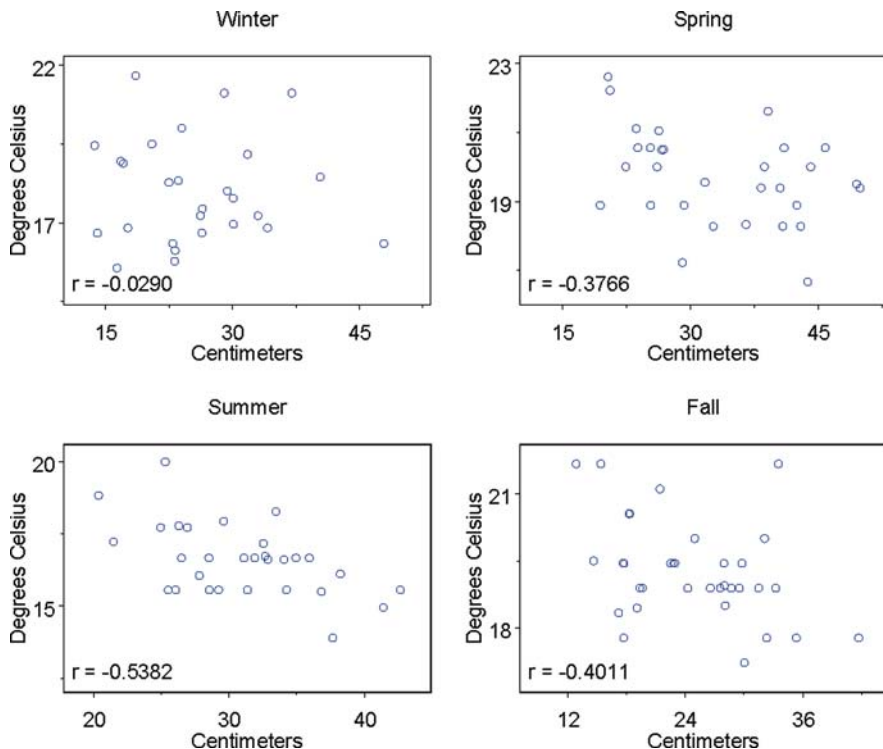 Winter
Degrees Celsius
22
17
r = -0.0290
15 30 45
Centimeters
Spring
Degrees Celsius
23
19
r = -0.3766
15 30 45
Centimeters
Summer
Degrees Celsius
20
15
r = -0.5382
20 30 40
Centimeters
Fall
Degrees Celsius
21
18
r = -0.4011
12 24 36
Centimeters